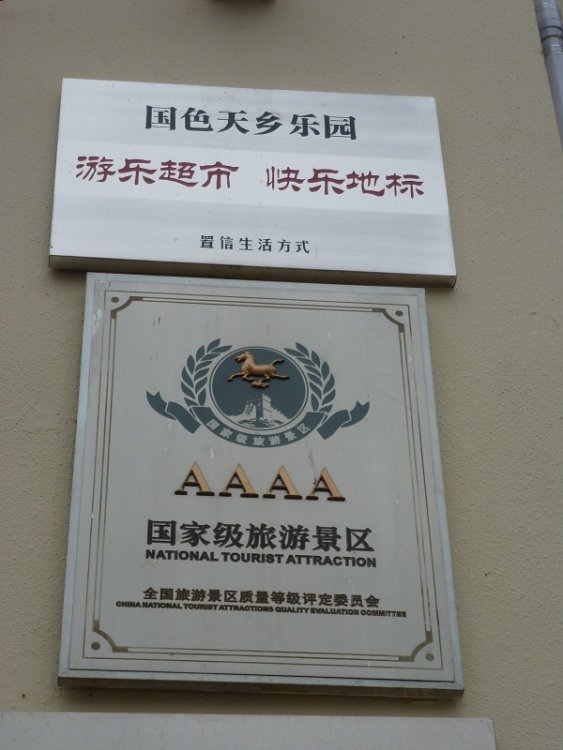 国色天乡乐园
游乐超市 快乐地标
置信生活方式
国家级旅游景区
AAAA
国家级旅游景区
NATIONAL TOURIST ATTRACTION
全国旅游景区质量等级评定委员会
CHINA NATIONAL TOURIST ATTRACTIONS QUALITY EVALUATION COMMITTEE